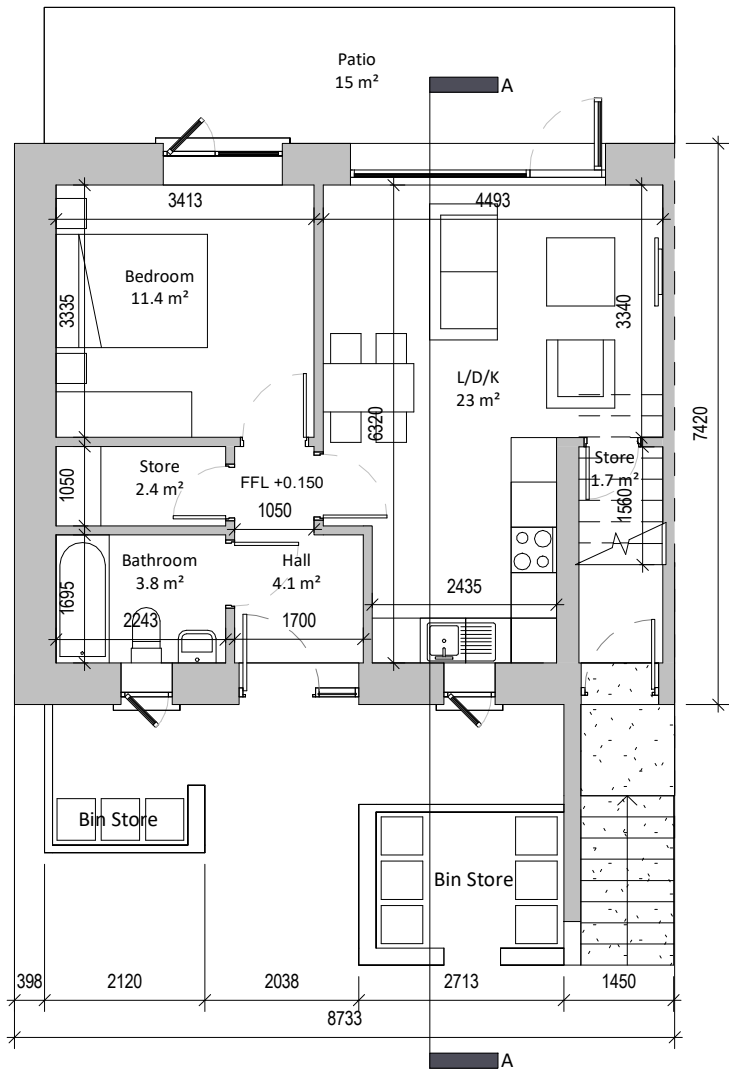 Patio
15 m²
A
3413
4493
Bedroom
11.4 m²
3335
3340
L/D/K
23 m²
6320
7420
Store
2.4 m²
FFL +0.150
1050
1050
Store
1.7 m²
1560
Bathroom
3.8 m²
Hall
4.1 m²
1695
2243
1700
2435
Bin Store
Bin Store
398
2120
2038
2713
1450
8733
A